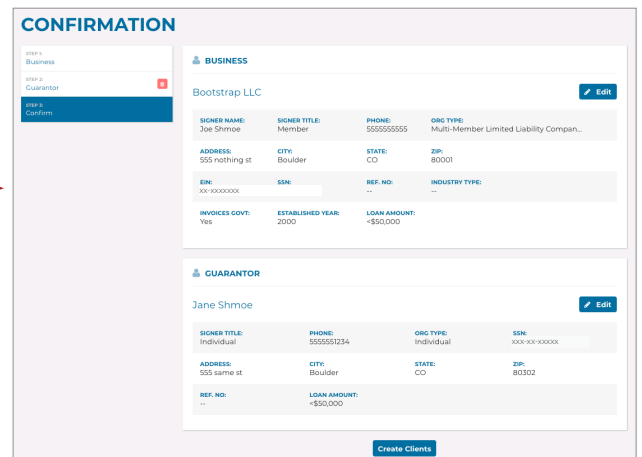 CONFIRMATION
STEP 1:
Business
STEP 2:
Guarantor
STEP 3:
Confirm
BUSINESS
Bootstrap LLC
Edit
SIGNER NAME: SIGNER TITLE: PHONE: ORG TYPE:
Joe Shmoe Member 5555555555 Multi-Member Limited Liability Compan...
ADDRESS: CITY: STATE: ZIP:
555 nothing st Boulder CO 80001
EIN: SSN: REF. NO: INDUSTRY TYPE:
xx-xxxxxxx -- --
INVOICES GOVT: ESTABLISHED YEAR: LOAN AMOUNT:
Yes 2000 <$50,000
GUARANTOR
Jane Shmoe
Edit
SIGNER TITLE: PHONE: ORG TYPE: SSN:
Individual 5555551234 Individual xxx-xx-xxxxx
ADDRESS: CITY: STATE: ZIP:
555 same st Boulder CO 80302
REF. NO: LOAN AMOUNT:
-- <$50,000
Create Clients